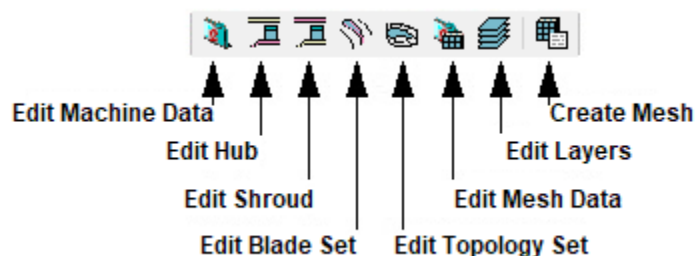 Edit Machine Data
Create Mesh
Edit Hub
Edit Layers
Edit Shroud
Edit Mesh Data
Edit Blade Set
Edit Topology Set